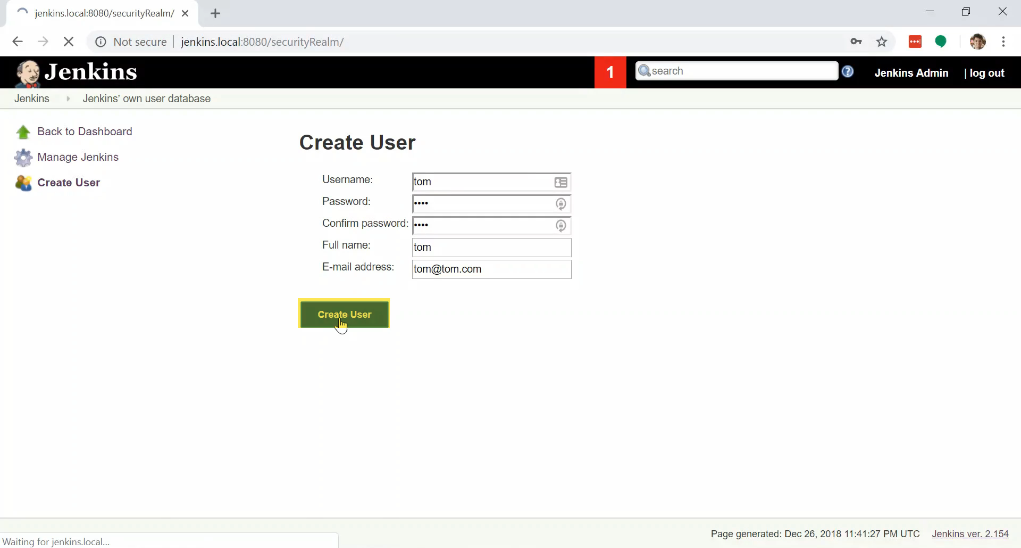 jenkins.local:8080/securityRealm/
Not secure | jenkins.local:8080/securityRealm/
Jenkins
1
search
Jenkins Admin
| log out
Jenkins
Jenkins' own user database
Back to Dashboard
Manage Jenkins
Create User
Create User
Username: tom
Password: ••••
Confirm password: ••••
Full name: tom
E-mail address: tom@tom.com
Create User
Page generated: Dec 26, 2018 11:41:27 PM UTC Jenkins ver. 2.154
Waiting for jenkins.local...